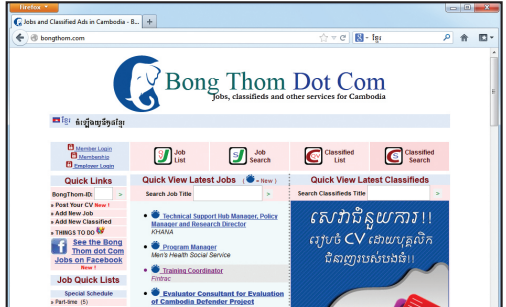 Firefox
Jobs and Classified Ads in Cambodia - B...
bongthom.com
ខ្មែរ
Bong Thom Dot Com
Jobs, classifieds and other services for Cambodia
ខ្មែរ
Member Login
Membership
Employer Login
Job List
Job Search
Classified List
Classified Search
Quick Links
BongThom-ID:
>
Post Your CV New !
Add New Job
Add New Classified
THINGS TO DO
See the Bong
Thom dot Com
Jobs on Facebook
New !
Job Quick Lists
Special Schedule
Part-time (5)
Quick View Latest Jobs ( - New )
Search Job Title
>
Technical Support Hub Manager, Policy
Manager and Research Director
KHANA
Program Manager
Men's Health Social Service
Training Coordinator
Fintrac
Evaluator Consultant for Evaluation
of Cambodia Defender Project
Quick View Latest Classifieds
Search Classifieds Title
>
សេវាជំនួយការ!!
រៀបចំ CV ដោយបុគ្គលិក
ជំនាញរបស់បងធំ!!